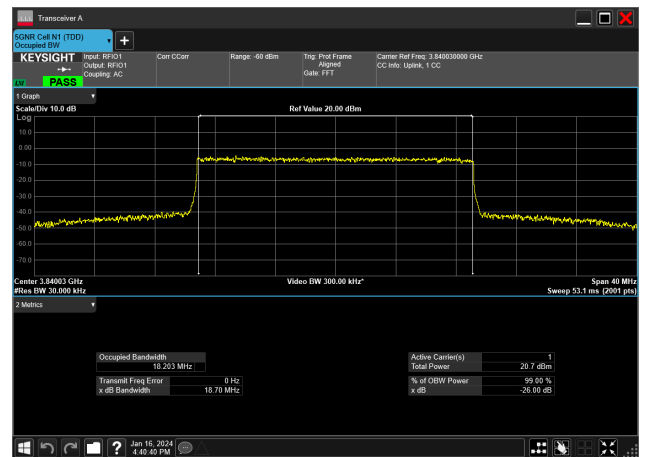 Transceiver A
5GNR Cell N1 (TDD)
Occupied BW
KEYSIGHT Input: RFIO1 Corr CCorr Range: -60 dBm Trig: Prot Frame Carrier Ref Freq: 3.840030000 GHz
Output: RFIO1 Aligned CC Info: Uplink, 1 CC
Coupling: AC Gate: FFT
PASS
1 Graph
Scale/Div 10.0 dB Ref Value 20.00 dBm
Log
10.0
0.00
-10.0
-20.0
-30.0
-40.0
-50.0
-60.0
-70.0
Center 3.84003 GHz Video BW 300.00 kHz* Span 40 MHz
#Res BW 30.000 kHz Sweep 53.1 ms (2001 pts)
2 Metrics
Occupied Bandwidth Active Carrier(s) 1
18.203 MHz Total Power 20.7 dBm
Transmit Freq Error 0 Hz % of OBW Power 99.00 %
x dB Bandwidth 18.70 MHz x dB -26.00 dB
Jan 16, 2024
4:40:40 PM